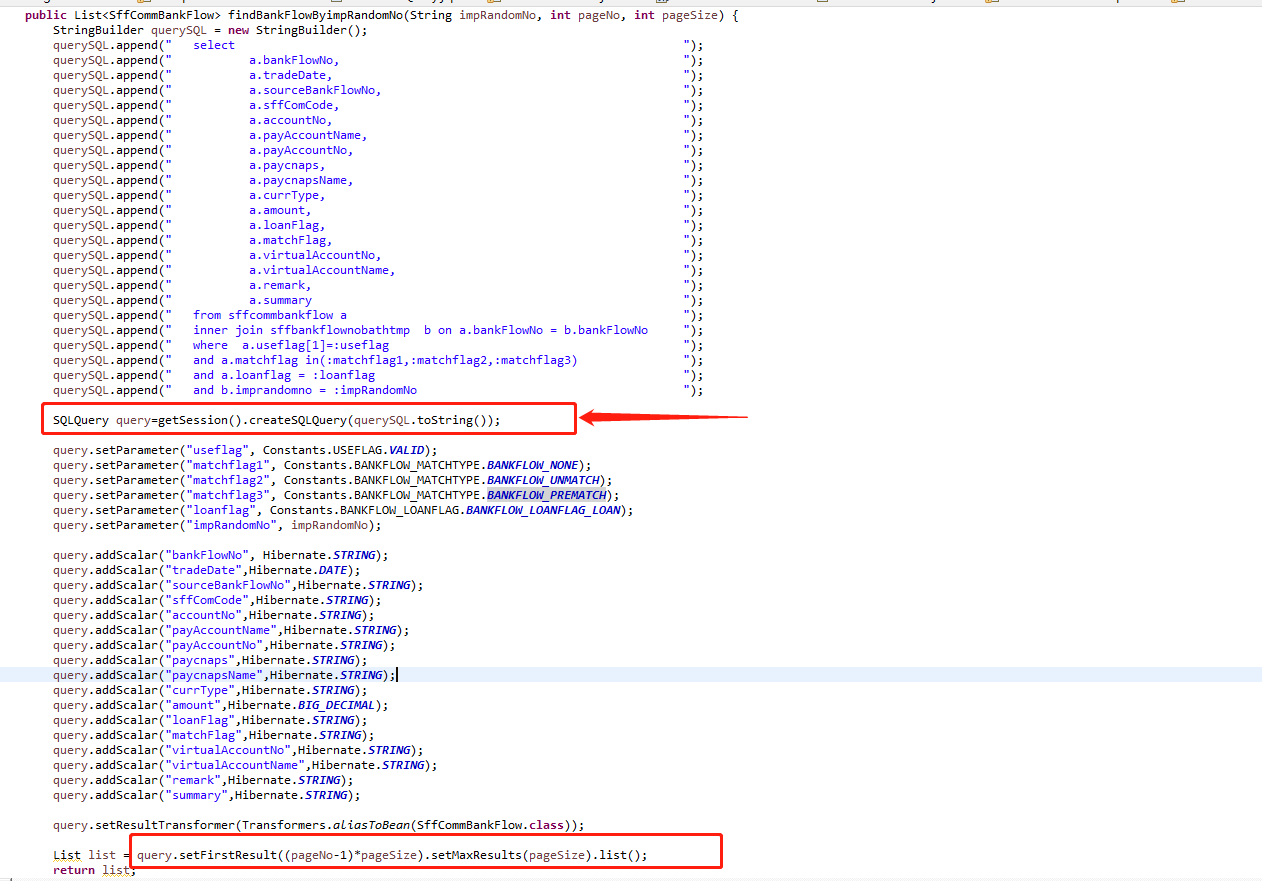 public List<SffCommBankFlow> findBankFlowByimpRandomNo(String impRandomNo, int pageNo, int pageSize) {
StringBuilder querySQL = new StringBuilder();
querySQL.append("   select                                                                ");
querySQL.append("           a.bankFlowNo,                                                 ");
querySQL.append("           a.tradeDate,                                                  ");
querySQL.append("           a.sourceBankFlowNo,                                           ");
querySQL.append("           a.sffComCode,                                                 ");
querySQL.append("           a.accountNo,                                                  ");
querySQL.append("           a.payAccountName,                                             ");
querySQL.append("           a.payAccountNo,                                               ");
querySQL.append("           a.paycnaps,                                                   ");
querySQL.append("           a.paycnapsName,                                               ");
querySQL.append("           a.currType,                                                   ");
querySQL.append("           a.amount,                                                     ");
querySQL.append("           a.loanFlag,                                                   ");
querySQL.append("           a.matchFlag,                                                  ");
querySQL.append("           a.virtualAccountNo,                                           ");
querySQL.append("           a.virtualAccountName,                                         ");
querySQL.append("           a.remark,                                                     ");
querySQL.append("           a.summary                                                     ");
querySQL.append("   from sffcommbankflow a                                                ");
querySQL.append("   inner join sffbankflownobathtmp  b on a.bankFlowNo = b.bankFlowNo     ");
querySQL.append("   where  a.useflag[1]=:useflag                                          ");
querySQL.append("   and a.matchflag in(:matchflag1,:matchflag2,:matchflag3)               ");
querySQL.append("   and a.loanflag = :loanflag                                            ");
querySQL.append("   and b.imprandomno = :impRandomNo                                      ");
SQLQuery query=getSession().createSQLQuery(querySQL.toString());
query.setParameter("useflag", Constants.USEFLAG.VALID);
query.setParameter("matchflag1", Constants.BANKFLOW_MATCHTYPE.BANKFLOW_NONE);
query.setParameter("matchflag2", Constants.BANKFLOW_MATCHTYPE.BANKFLOW_UNMATCH);
query.setParameter("matchflag3", Constants.BANKFLOW_MATCHTYPE.BANKFLOW_PREMATCH);
query.setParameter("loanflag", Constants.BANKFLOW_LOANFLAG.BANKFLOW_LOANFLAG_LOAN);
query.setParameter("impRandomNo", impRandomNo);
query.addScalar("bankFlowNo", Hibernate.STRING);
query.addScalar("tradeDate",Hibernate.DATE);
query.addScalar("sourceBankFlowNo",Hibernate.STRING);
query.addScalar("sffComCode",Hibernate.STRING);
query.addScalar("accountNo",Hibernate.STRING);
query.addScalar("payAccountName",Hibernate.STRING);
query.addScalar("payAccountNo",Hibernate.STRING);
query.addScalar("paycnaps",Hibernate.STRING);
query.addScalar("paycnapsName",Hibernate.STRING);
query.addScalar("currType",Hibernate.STRING);
query.addScalar("amount",Hibernate.BIG_DECIMAL);
query.addScalar("loanFlag",Hibernate.STRING);
query.addScalar("matchFlag",Hibernate.STRING);
query.addScalar("virtualAccountNo",Hibernate.STRING);
query.addScalar("virtualAccountName",Hibernate.STRING);
query.addScalar("remark",Hibernate.STRING);
query.addScalar("summary",Hibernate.STRING);
query.setResultTransformer(Transformers.aliasToBean(SffCommBankFlow.class));
List list = query.setFirstResult((pageNo-1)*pageSize).setMaxResults(pageSize).list();
return list;